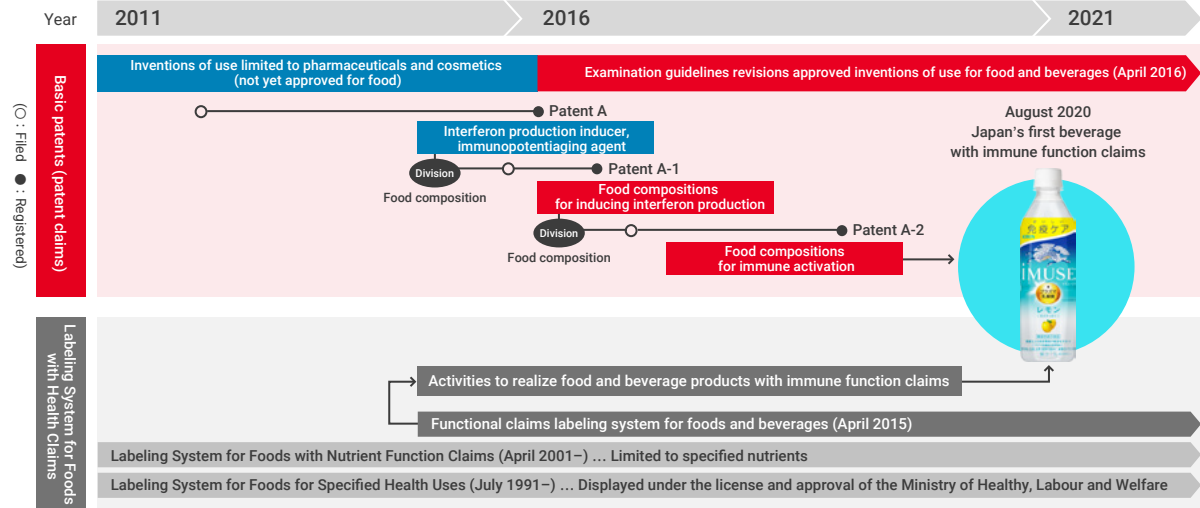 Year
2011
2016
2021
Basic patents (patent claims)
(○ : Filed ● : Registered)
Inventions of use limited to pharmaceuticals and cosmetics
(not yet approved for food)
Examination guidelines revisions approved inventions of use for food and beverages (April 2016)
Patent A
Interferon production inducer,
immunopotentiaging agent
Division
Food composition
Patent A-1
Food compositions
for inducing interferon production
Division
Food composition
Patent A-2
Food compositions
for immune activation
August 2020
Japan's first beverage
with immune function claims
免疫ケア
iMUSE
レモン
Labeling System for Foods
with Health Claims
Activities to realize food and beverage products with immune function claims
Functional claims labeling system for foods and beverages (April 2015)
Labeling System for Foods with Nutrient Function Claims (April 2001–) … Limited to specified nutrients
Labeling System for Foods for Specified Health Uses (July 1991–) … Displayed under the license and approval of the Ministry of Healthy, Labour and Welfare